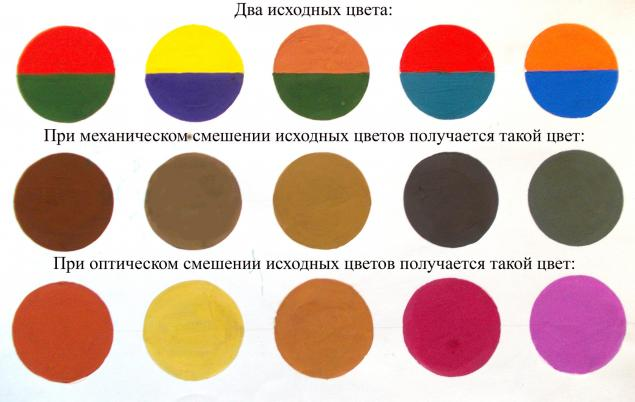 Два исходных цвета:
При механическом смешении исходных цветов получается такой цвет:
При оптическом смешении исходных цветов получается такой цвет: